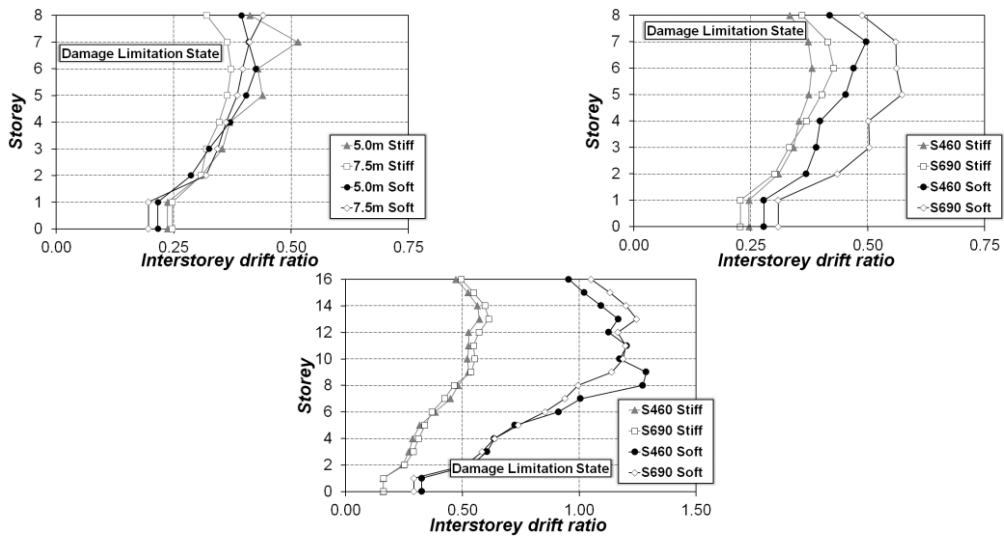 8
7
6
5
4
3
2
1
0
Storey
Damage Limitation State
5.0m Stiff
7.5m Stiff
5.0m Soft
7.5m Soft
0.00 0.25 0.50 0.75
Interstorey drift ratio
8
7
6
5
4
3
2
1
0
Storey
Damage Limitation State
S460 Stiff
S690 Stiff
S460 Soft
S690 Soft
0.00 0.25 0.50 0.75
Interstorey drift ratio
16
14
12
10
8
6
4
2
0
Storey
S460 Stiff
S690 Stiff
S460 Soft
S690 Soft
Damage Limitation State
0.00 0.50 1.00 1.50
Interstorey drift ratio